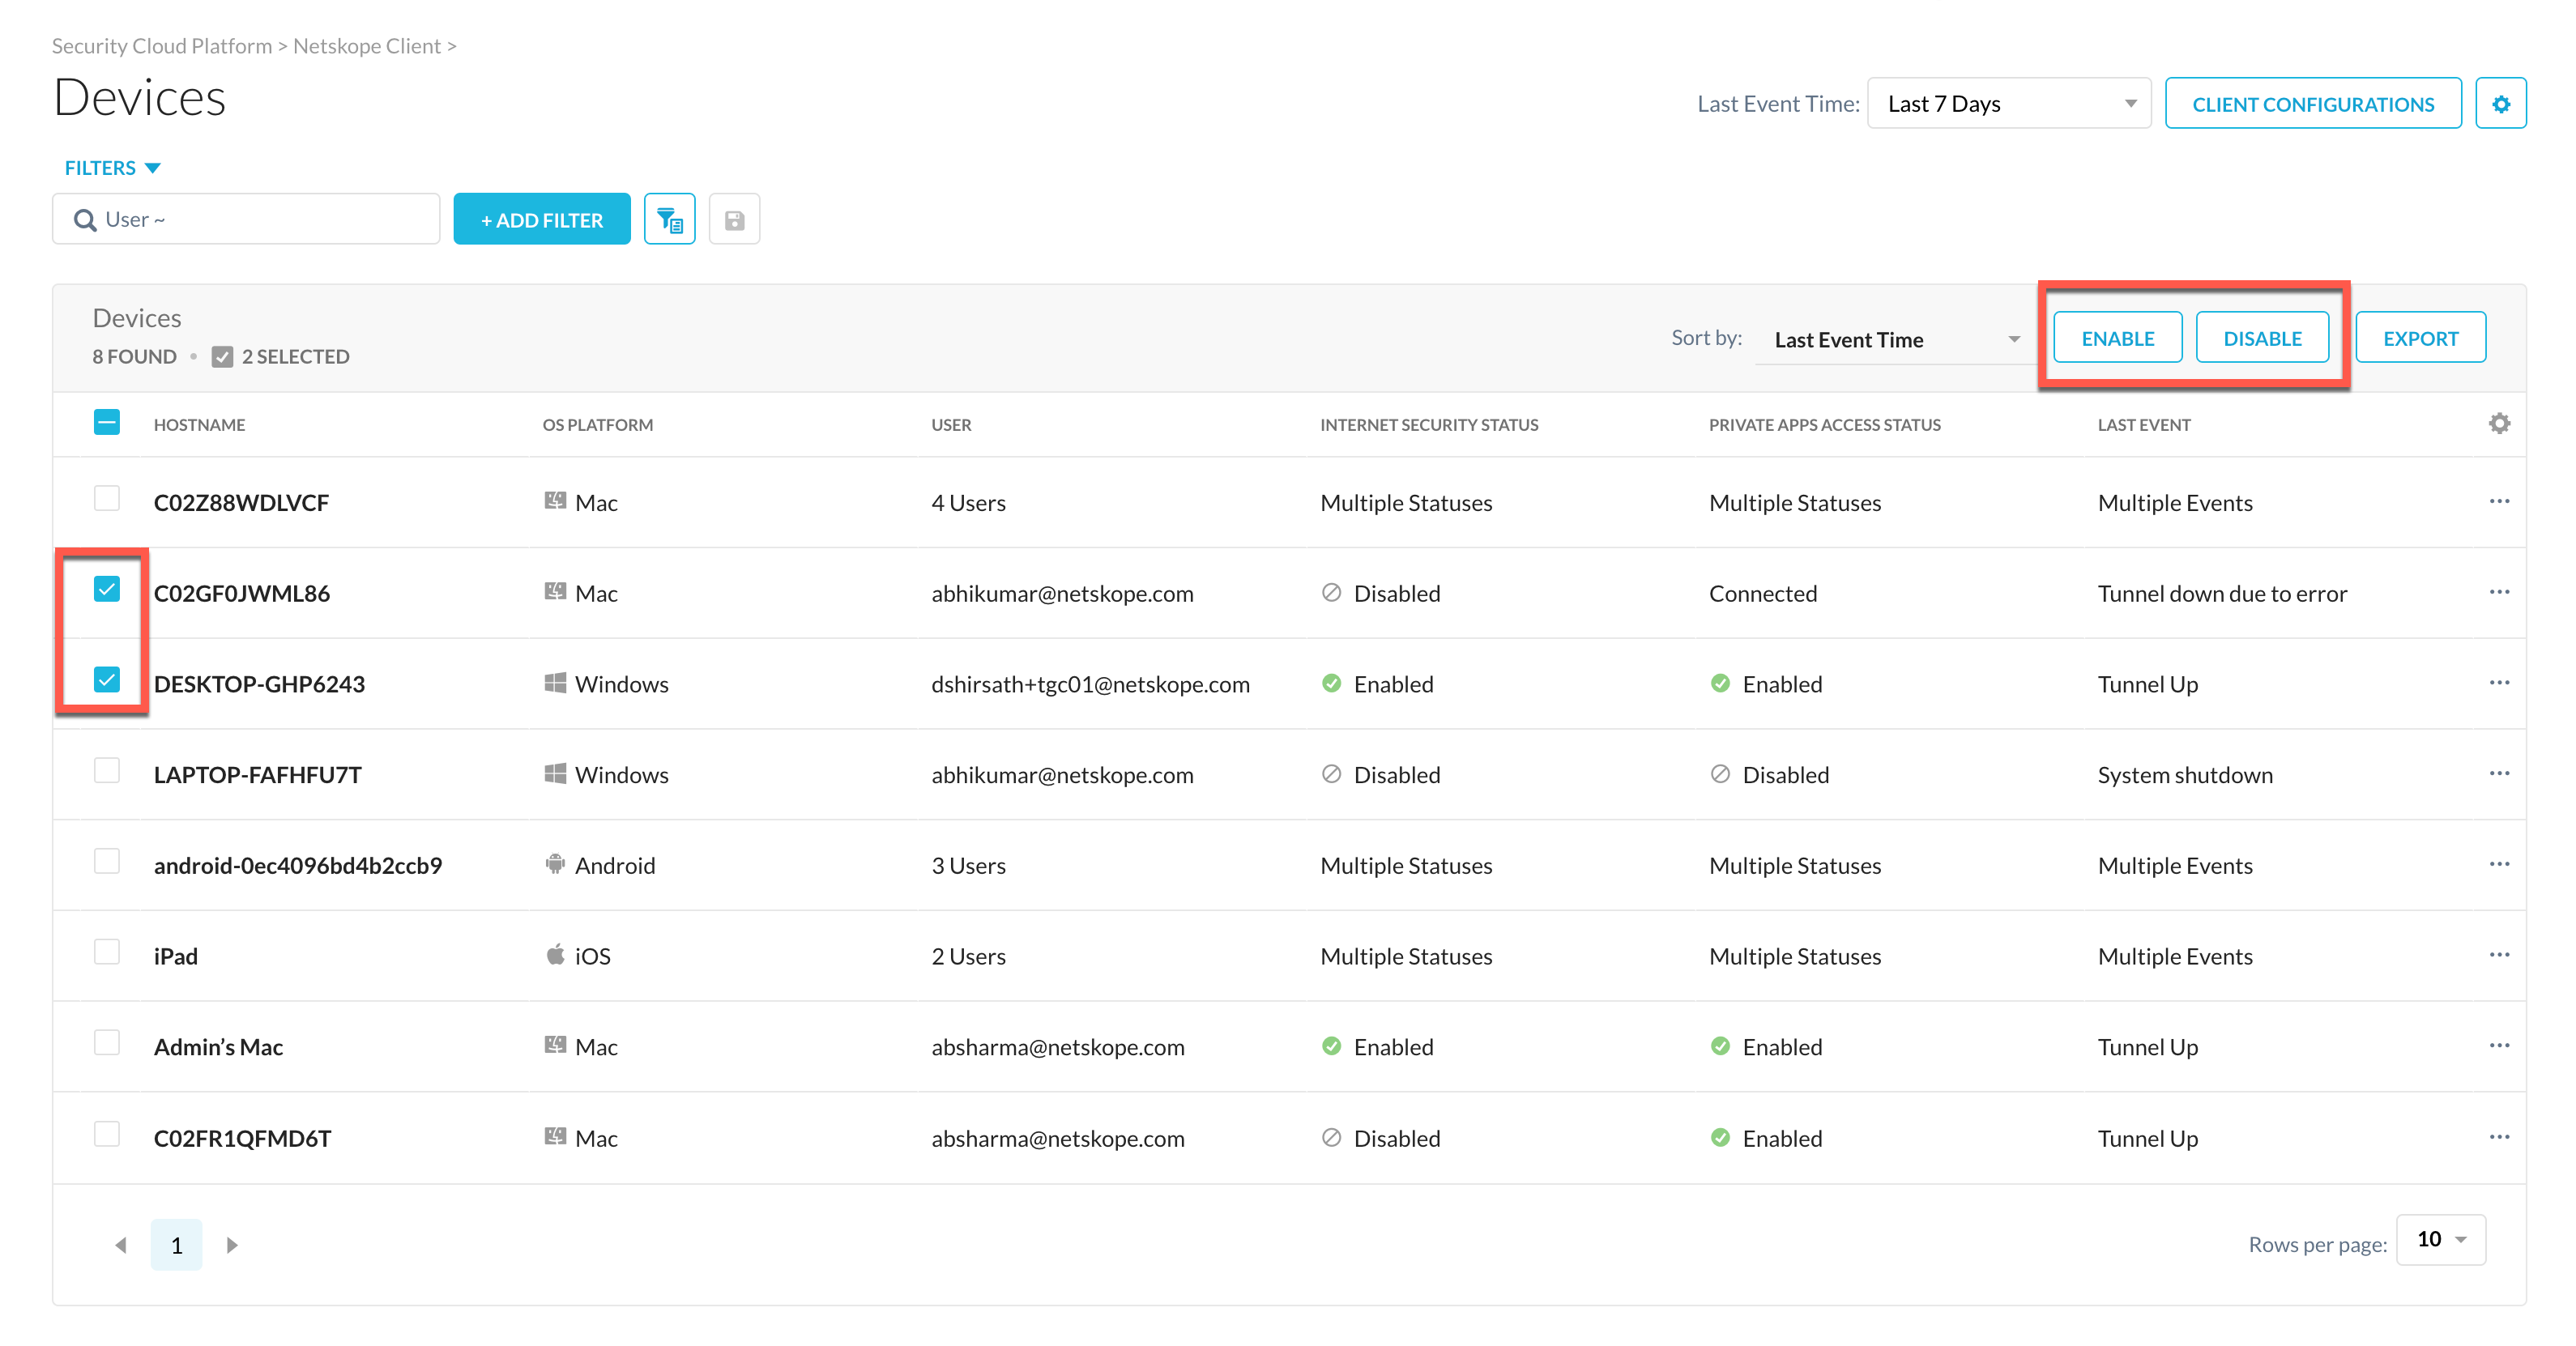 Security Cloud Platform > Netskope Client >
Devices
Last Event Time: Last 7 Days CLIENT CONFIGURATIONS
FILTERS
User ~ + ADD FILTER
Devices
8 FOUND • 2 SELECTED
Sort by: Last Event Time ENABLE DISABLE EXPORT
HOSTNAME OS PLATFORM USER INTERNET SECURITY STATUS PRIVATE APPS ACCESS STATUS LAST EVENT
C02Z88WDLVCF Mac 4 Users Multiple Statuses Multiple Statuses Multiple Events
C02GF0JWML86 Mac abhikumar@netskope.com Disabled Connected Tunnel down due to error
DESKTOP-GHP6243 Windows dshirsath+tgc01@netskope.com Enabled Enabled Tunnel Up
LAPTOP-FAFHFU7T Windows abhikumar@netskope.com Disabled Disabled System shutdown
android-0ec4096bd4b2ccb9 Android 3 Users Multiple Statuses Multiple Statuses Multiple Events
iPad iOS 2 Users Multiple Statuses Multiple Statuses Multiple Events
Admin’s Mac Mac absharma@netskope.com Enabled Enabled Tunnel Up
C02FR1QFMD6T Mac absharma@netskope.com Disabled Enabled Tunnel Up
1 Rows per page: 10